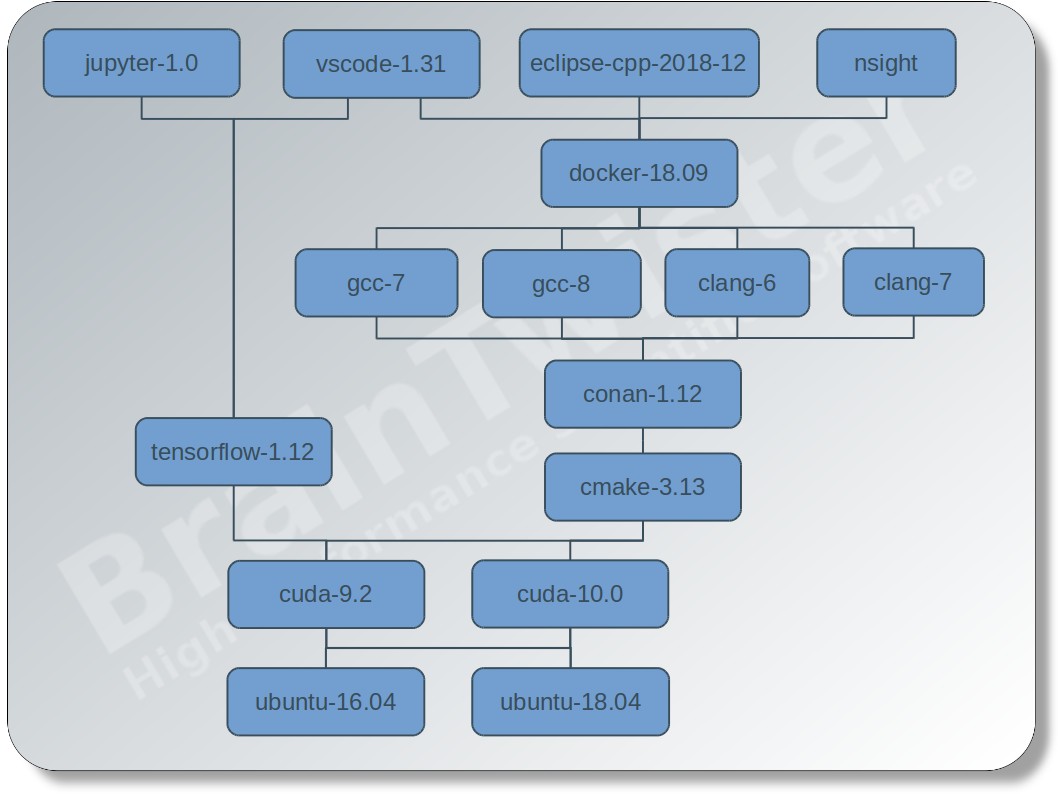 jupyter-1.0
vscode-1.31
eclipse-cpp-2018-12
nsight
docker-18.09
gcc-7
gcc-8
clang-6
clang-7
conan-1.12
tensorflow-1.12
cmake-3.13
cuda-9.2
cuda-10.0
ubuntu-16.04
ubuntu-18.04
BrainTwister
High
software